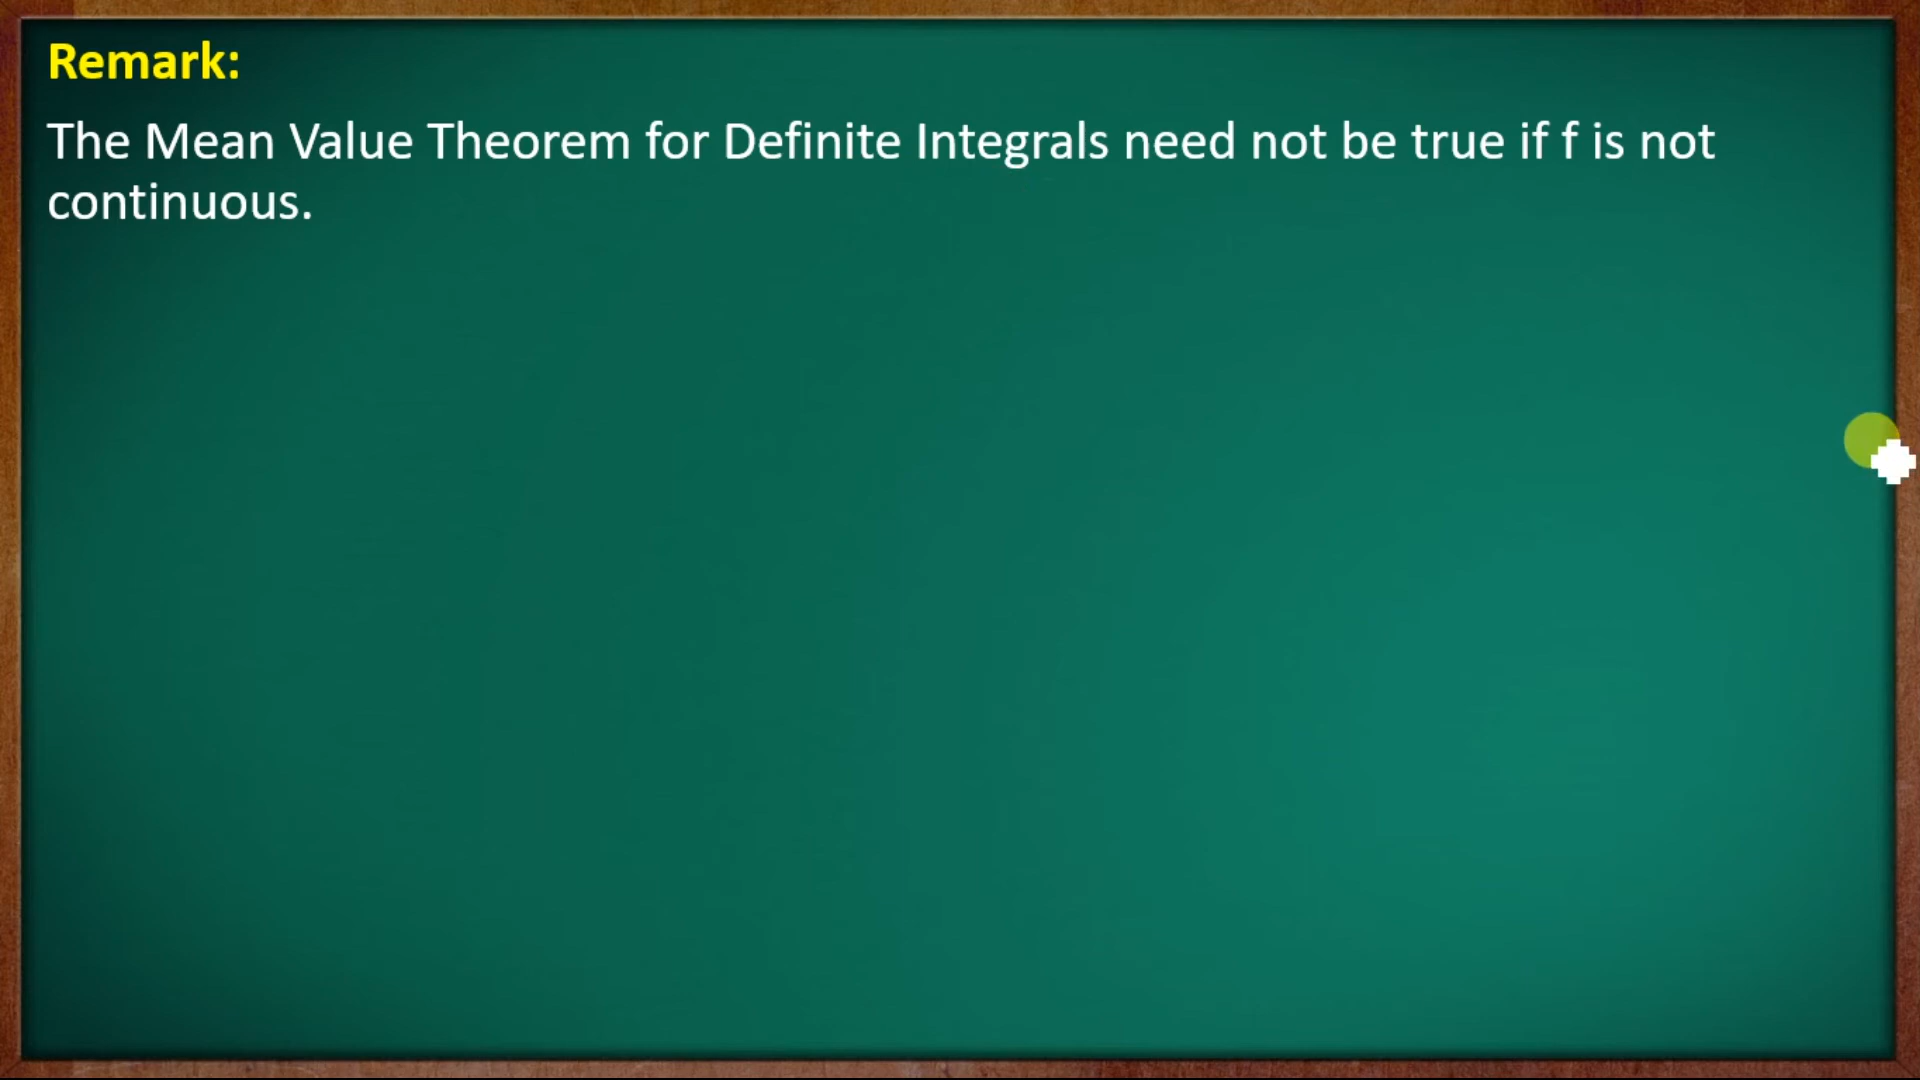 Remark:
The Mean Value Theorem for Definite Integrals need not be true if f is not
continuous.